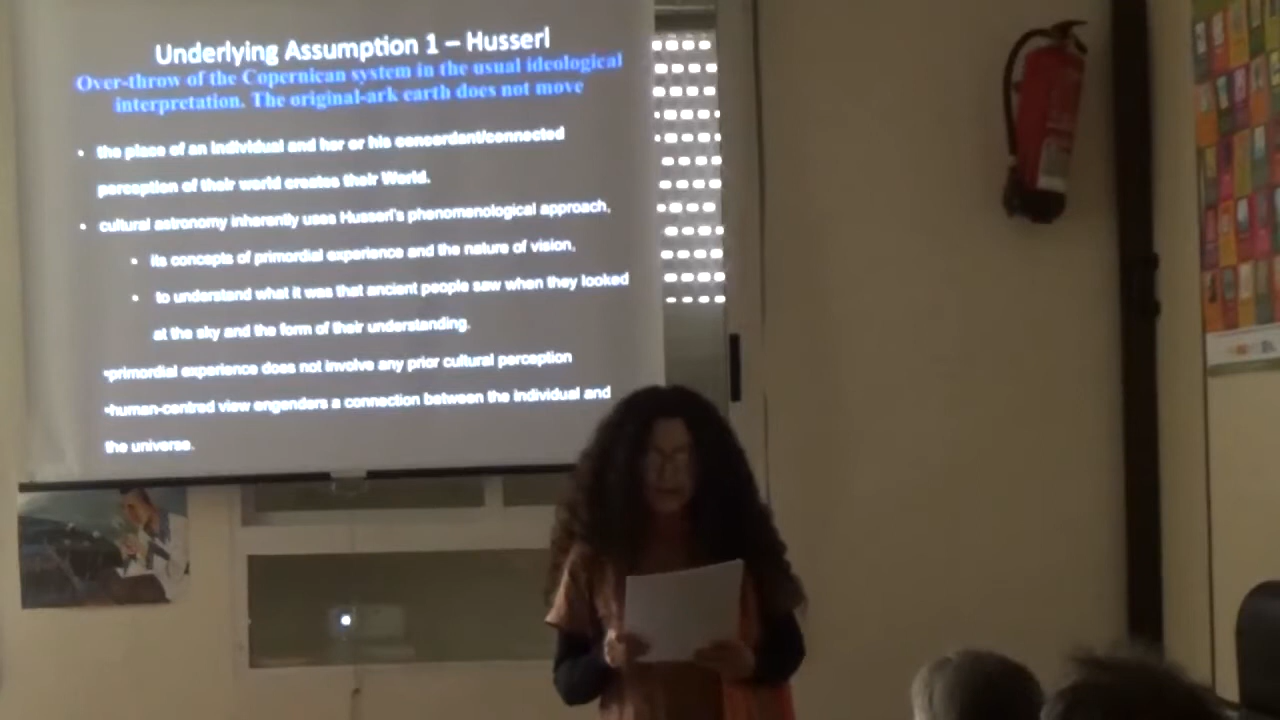 Underlying Assumption 1 – Husserl
Over-throw of the Copernican system in the usual ideological
interpretation. The original-ark earth does not move
• the place of an individual and her or his concordant/connected
perception of their world creates their World.
• cultural astronomy inherently uses Husserl's phenomenological approach,
• its concepts of primordial experience and the nature of vision,
• to understand what it was that ancient people saw when they looked
at the sky and the form of their understanding.
•primordial experience does not involve any prior cultural perception
•human-centred view engenders a connection between the individual and
the universe.